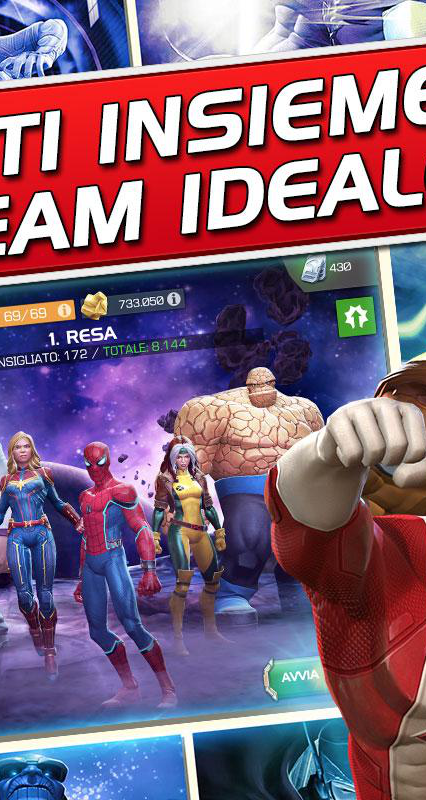 TI INSIEME
EAM IDEAL
430
69/69 i
733.050 i
1. RESA
NSIGLIATO: 172 / TOTALE: 8.144
AVVIA